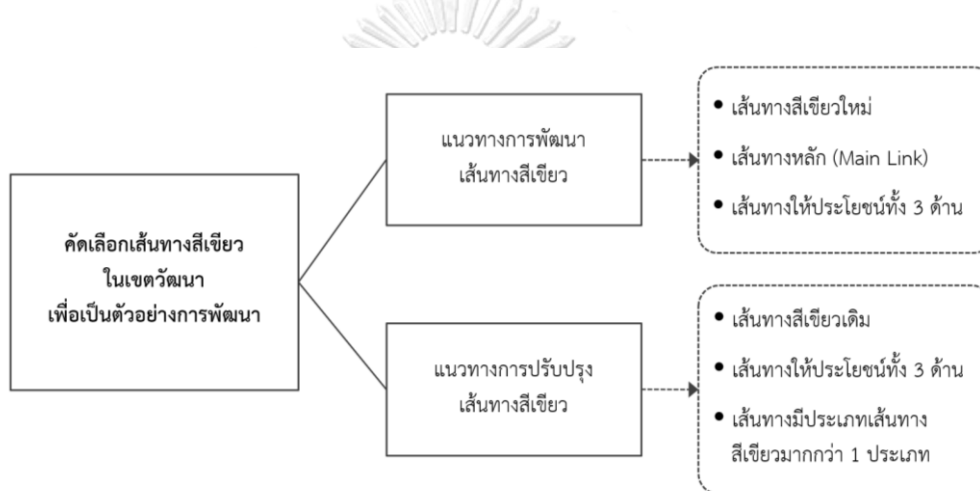 คัดเลือกเส้นทางสีเขียว
ในเขตวัฒนา
เพื่อเป็นตัวอย่างการพัฒนา
แนวทางการพัฒนา
เส้นทางสีเขียว
• เส้นทางสีเขียวใหม่
• เส้นทางหลัก (Main Link)
• เส้นทางให้ประโยชน์ทั้ง 3 ด้าน
แนวทางการปรับปรุง
เส้นทางสีเขียว
• เส้นทางสีเขียวเดิม
• เส้นทางให้ประโยชน์ทั้ง 3 ด้าน
• เส้นทางมีประเภทเส้นทาง
สีเขียวมากกว่า 1 ประเภท